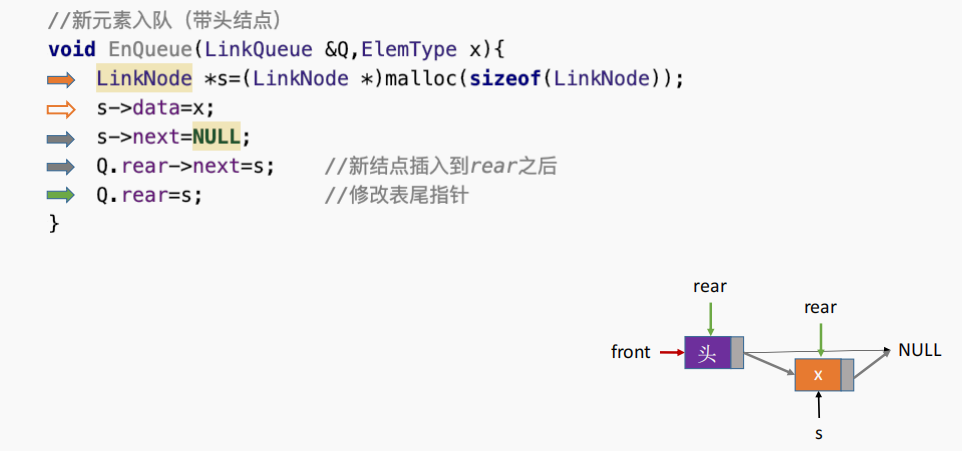 //新元素入队（带头结点）
void EnQueue(LinkQueue &Q,ElemType x){
LinkNode *s=(LinkNode *)malloc(sizeof(LinkNode));
s->data=x;
s->next=NULL;
Q.rear->next=s; //新结点插入到rear之后
Q.rear=s; //修改表尾指针
}
rear
rear
front
头
NULL
x
s